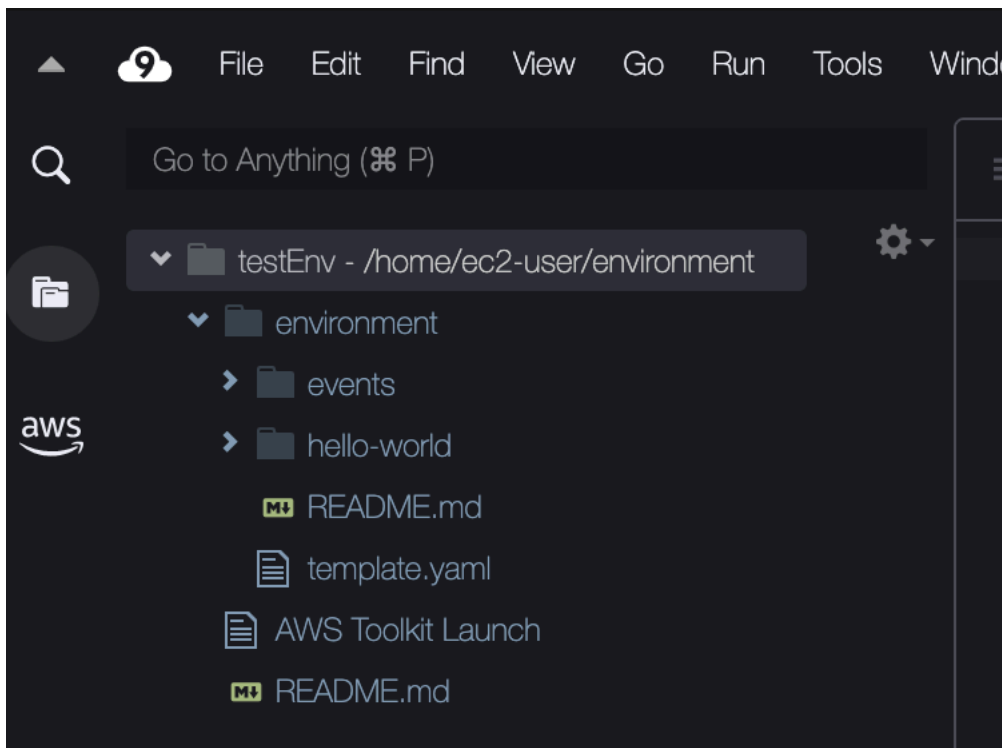 9 File Edit Find View Go Run Tools
Go to Anything (⌘ P)
testEnv - /home/ec2-user/environment
environment
events
aws
hello-world
M↓ README.md
template.yaml
AWS Toolkit Launch
M↓ README.md